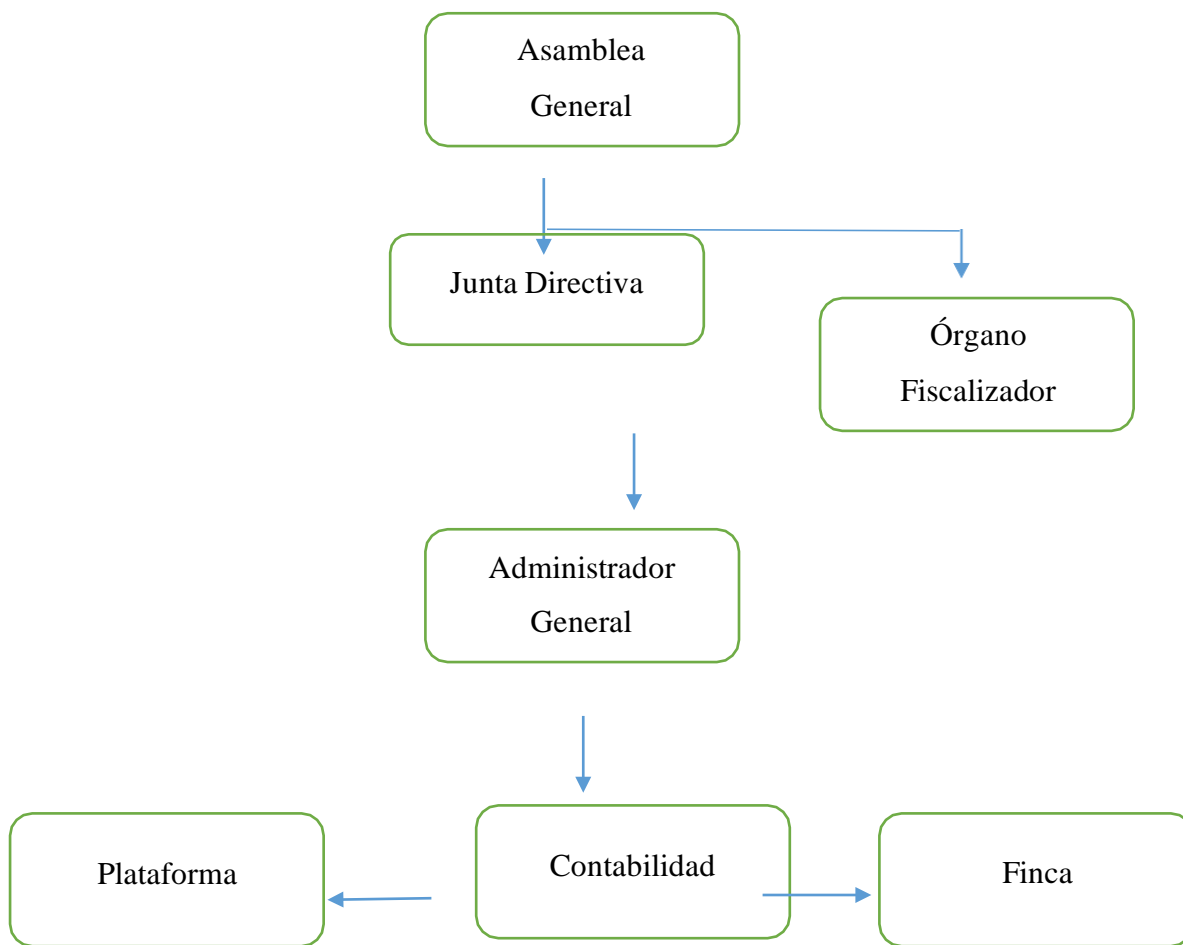 Asamblea
General
Junta Directiva
Órgano
Fiscalizador
Administrador
General
Plataforma
Contabilidad
Finca